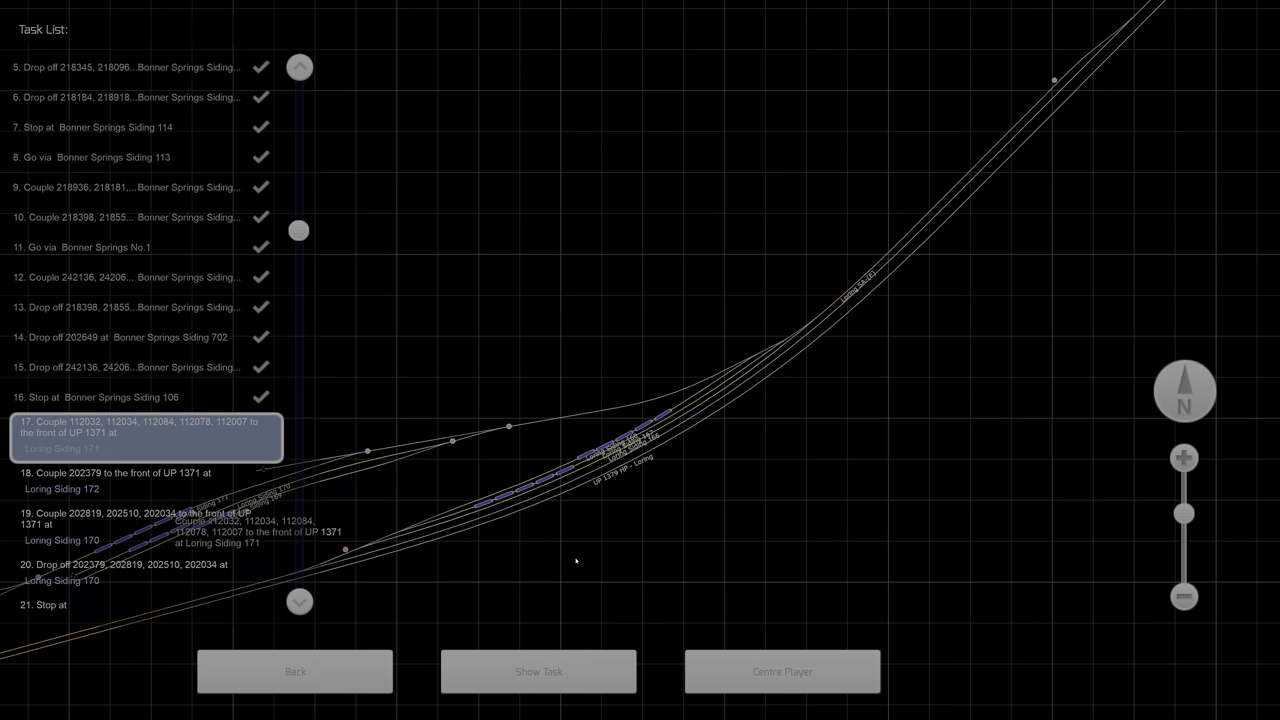 Task List:
5. Drop off 218345, 218096...Bonner Springs Siding...
6. Drop off 218184, 218918...Bonner Springs Siding...
7. Stop at  Bonner Springs Siding 114
8. Go via  Bonner Springs Siding 113
9. Couple 218936, 218181,... Bonner Springs Siding...
10. Couple 218398, 21855... Bonner Springs Siding...
11. Go via  Bonner Springs No.1
12. Couple 242136, 24206... Bonner Springs Siding...
13. Drop off 218398, 21855...Bonner Springs Siding...
14. Drop off 202649 at  Bonner Springs Siding 702
15. Drop off 242136, 24206...Bonner Springs Siding...
16. Stop at  Bonner Springs Siding 106
17. Couple 112032, 112034, 112084, 112078, 112007 to
the front of UP 1371 at
Loring Siding 171
18. Couple 202379 to the front of UP 1371 at
Loring Siding 172
19. Couple 202819, 202510, 202034 to the front of UP
1371 at
Loring Siding 170
20. Drop off 202379, 202819, 202510, 202034 at
Loring Siding 170
21. Stop at
Siding 171
Loring Siding 170
Couple 112032, 112034, 112084,
112078, 112007 to the front of UP 1371
at Loring Siding 171
Loring Siding 166
UP 1379 HP - Loring
N
Back
Show Task
Centre Player